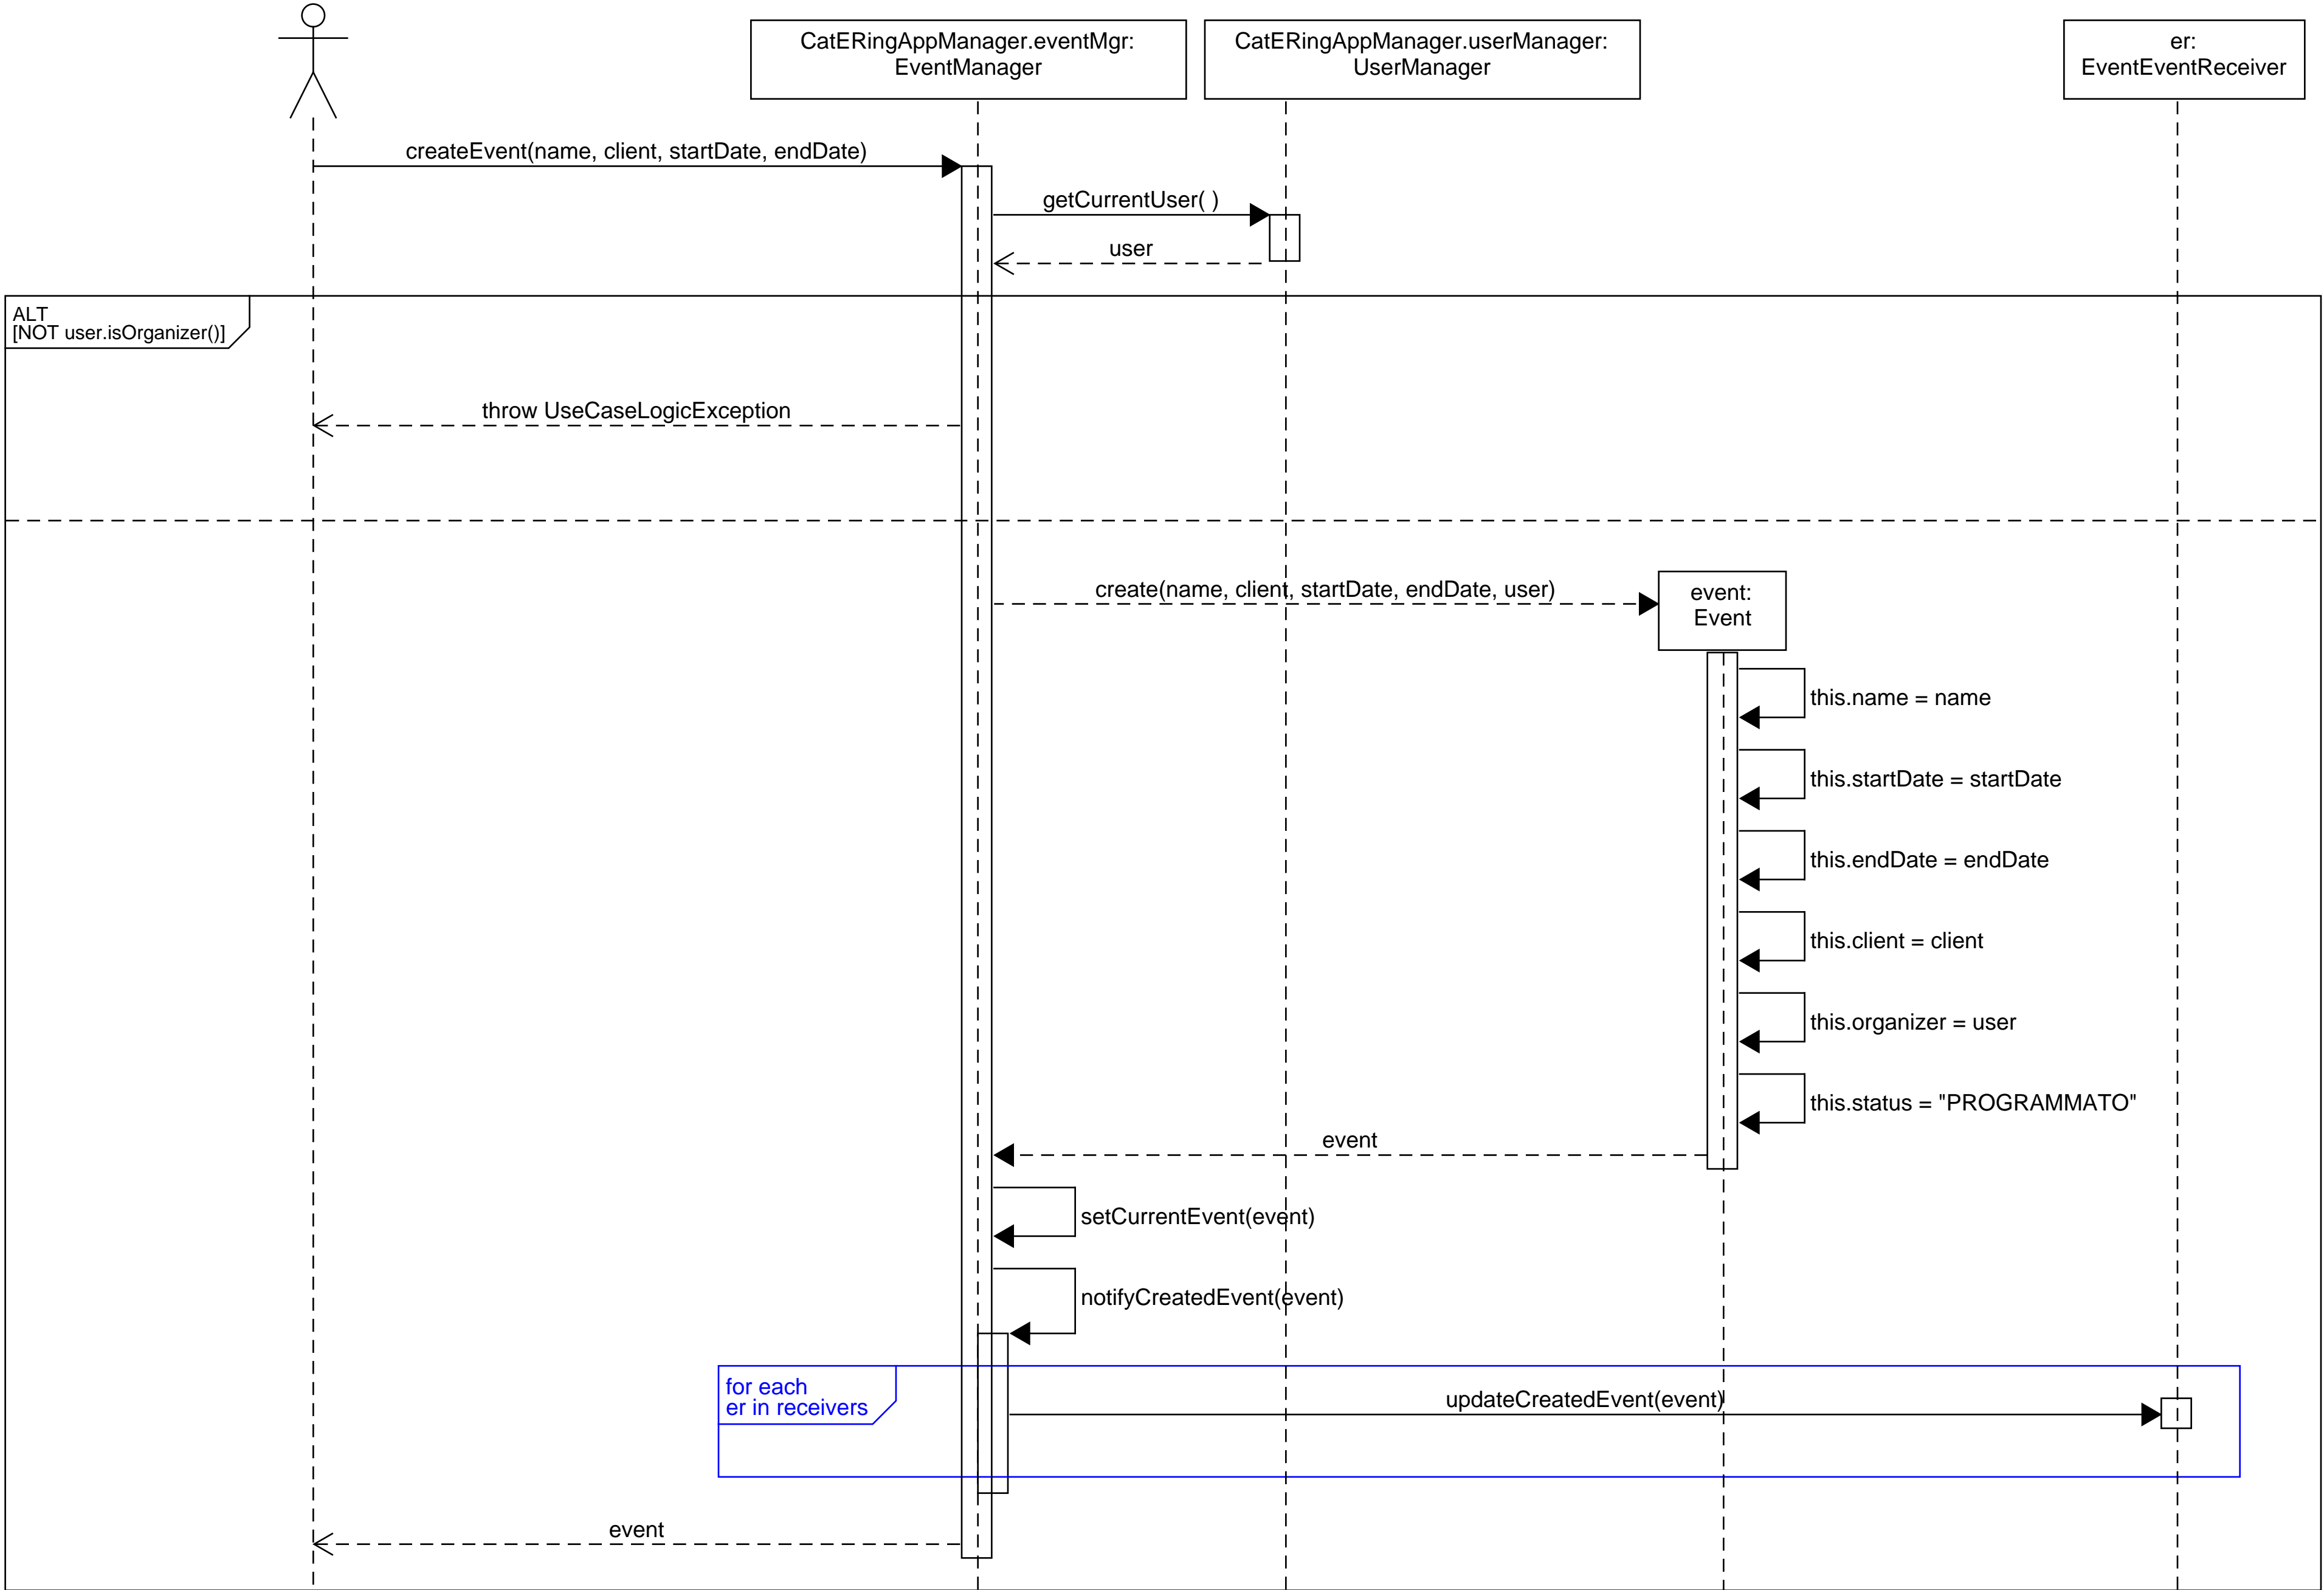 CatERingAppManager.eventMgr:
EventManager
CatERingAppManager.userManager:
UserManager
er:
EventEventReceiver
createEvent(name, client, startDate, endDate)
getCurrentUser( )
user
ALT
[NOT user.isOrganizer()]
throw UseCaseLogicException
create(name, client, startDate, endDate, user)
event:
Event
this.name = name
this.startDate = startDate
this.endDate = endDate
this.client = client
this.organizer = user
this.status = "PROGRAMMATO"
event
setCurrentEvent(event)
notifyCreatedEvent(event)
for each
er in receivers
updateCreatedEvent(event)
event